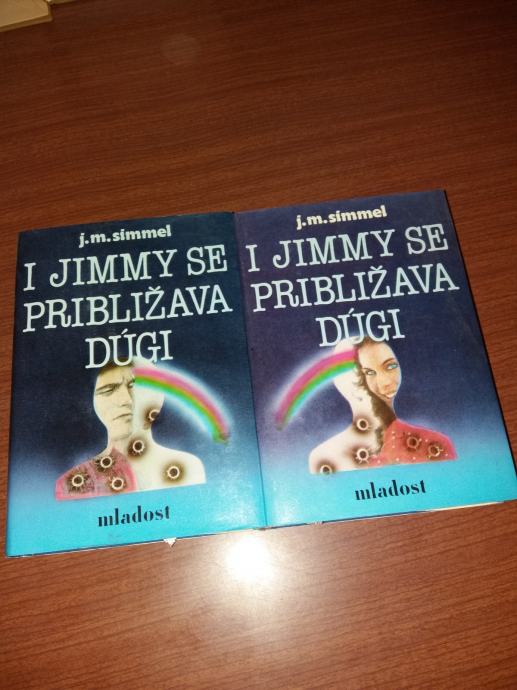 j.m.simmel
I JIMMY SE
PRIBLIŽAVA
DÚGI
mladost
j.m.simmel
I JIMMY SE
PRIBLIŽAVA
DÚGI
mladost